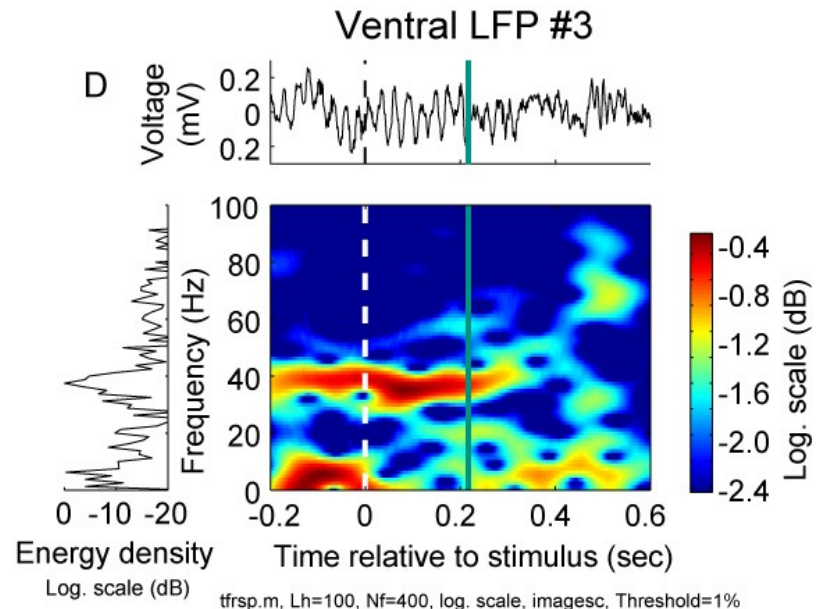 Ventral LFP #3
D
Voltage
(mV)
0.2
0
0.2
Frequency (Hz)
100
80
60
40
20
0
-0.2 0 0.2 0.4 0.6
Time relative to stimulus (sec)
0 -10 -20
Energy density
Log. scale (dB)
-0.4
-0.8
-1.2
-1.6
-2.0
-2.4
Log. scale (dB)
tfrsp.m, Lh=100, Nf=400, log. scale, imagesc, Threshold=1%